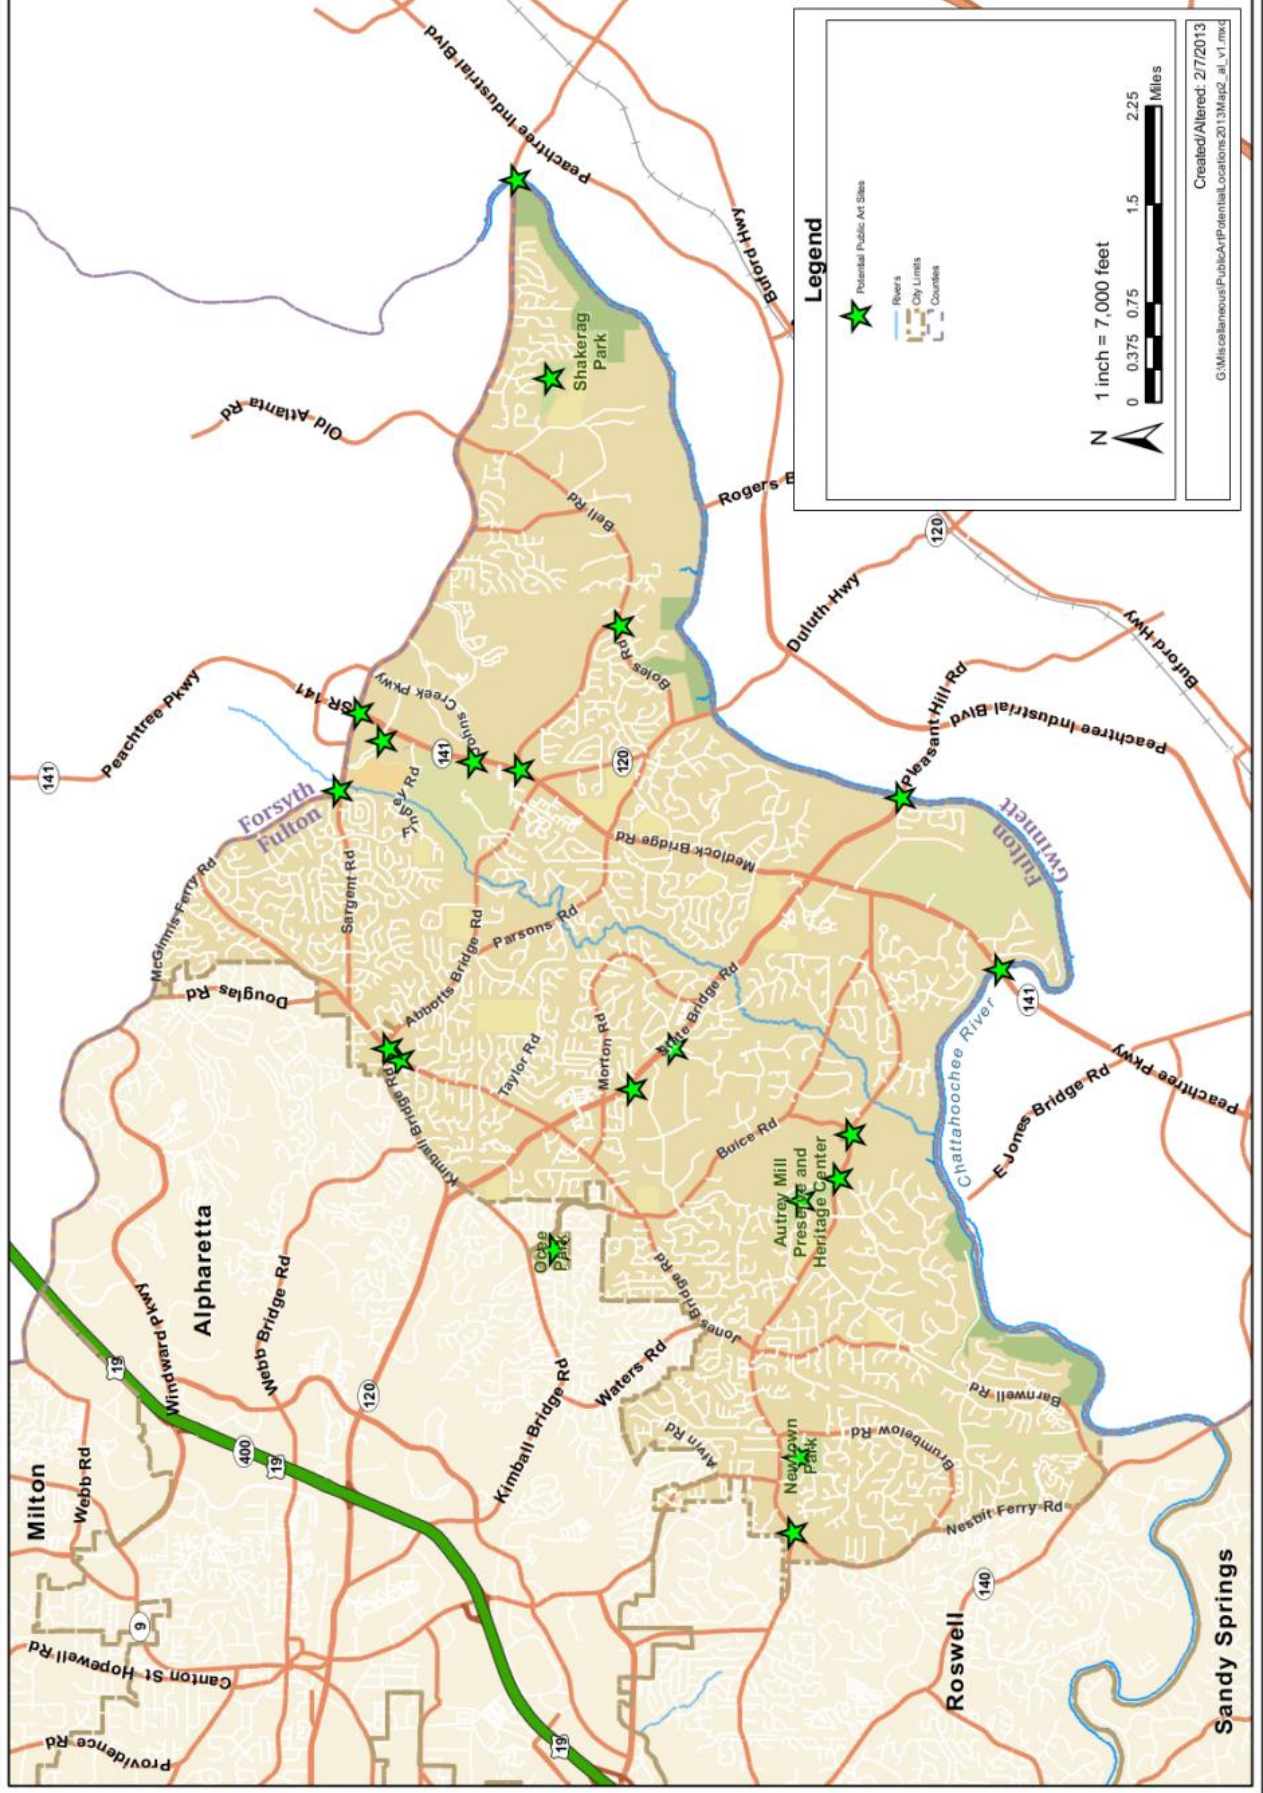 Milton
Webb Rd
Canton St Hopewell Rd
Providence Rd
9
19
400
19
19
Windward Pkwy
Alpharetta
Webb Bridge Rd
120
Kimball Bridge Rd
Waters Rd
Kimball Bridge Rd
Douglas Rd
McGinnis Ferry Rd
Sargent Rd
Forsyth
Fulton
141
Peachtree Pkwy
SR 141
Johns Creek Pkwy
141
Findley Rd
Abbotts Bridge Rd
Parsons Rd
Taylor Rd
Morton Rd
State Bridge Rd
Medlock Bridge Rd
120
Boles Rd
Bell Rd
Old Atlanta Rd
Shakerag
Park
Peachtree Industrial Blvd
Buford Hwy
Rogers B
Duluth Hwy
120
Pleasant Hill Rd
Peachtree Industrial Blvd
Buford Hwy
Fulton
Gwinnett
141
Peachtree Pkwy
E Jones Bridge Rd
Chattahoochee River
Buice Rd
Autrey Mill
Preserve and
Heritage Center
Ocee
Park
Jones Bridge Rd
Alvin Rd
Newtown
Park
Brumbelow Rd
Barnwell Rd
Nesbit Ferry Rd
140
Roswell
Sandy Springs
Legend
Potential Public Art Sites
Rivers
City Limits
Counties
N
1 inch = 7,000 feet
0 0.375 0.75 1.5 2.25
Miles
Created/Altered: 2/7/2013
G:\Miscellaneous\PublicArtPotentialLocations2013Map2_al_v1.mxd